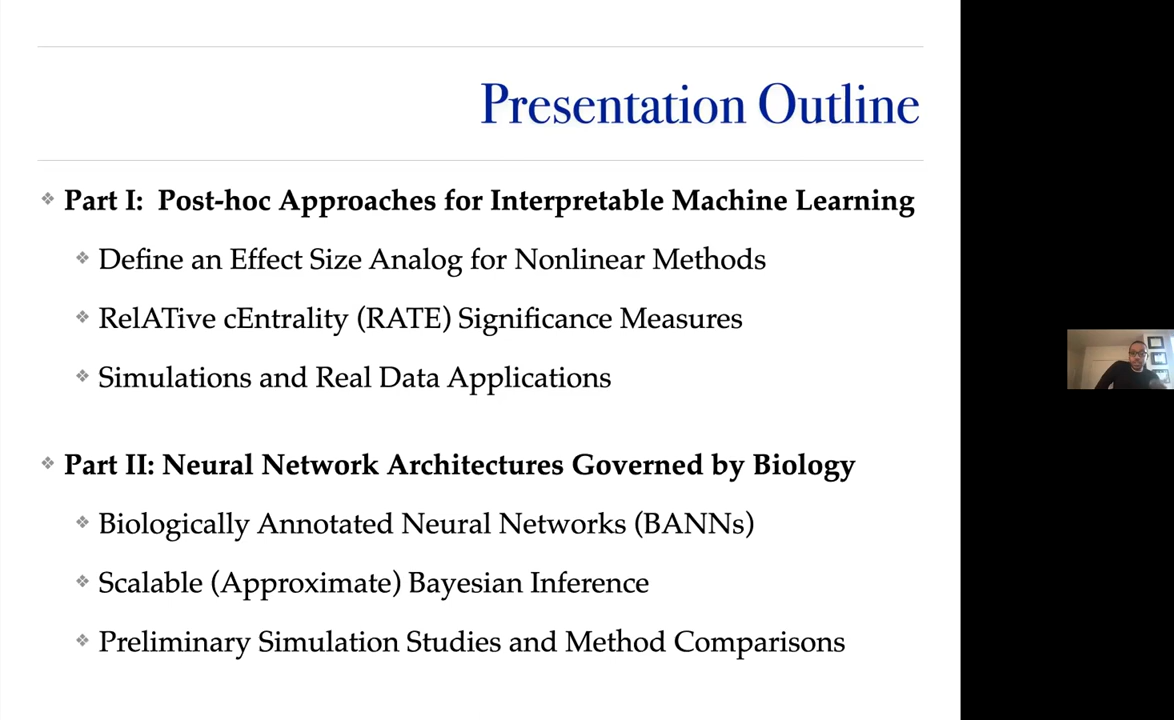 Presentation Outline
Part I: Post-hoc Approaches for Interpretable Machine Learning
Define an Effect Size Analog for Nonlinear Methods
RelATive cEntrality (RATE) Significance Measures
Simulations and Real Data Applications
Part II: Neural Network Architectures Governed by Biology
Biologically Annotated Neural Networks (BANNs)
Scalable (Approximate) Bayesian Inference
Preliminary Simulation Studies and Method Comparisons